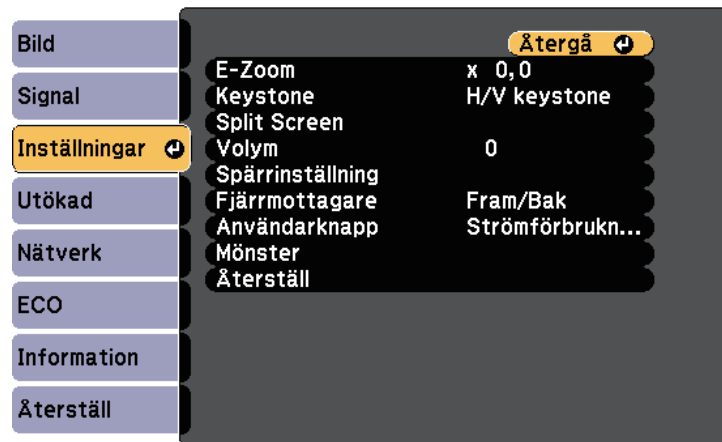 Bild
Signal
Inställningar
Utökad
Nätverk
ECO
Information
Återställ
Återgå
E-Zoom x 0,0
Keystone H/V keystone
Split Screen
Volym 0
Spärrinställning
Fjärrmottagare Fram/Bak
Användarknapp Strömförbrukn...
Mönster
Återställ